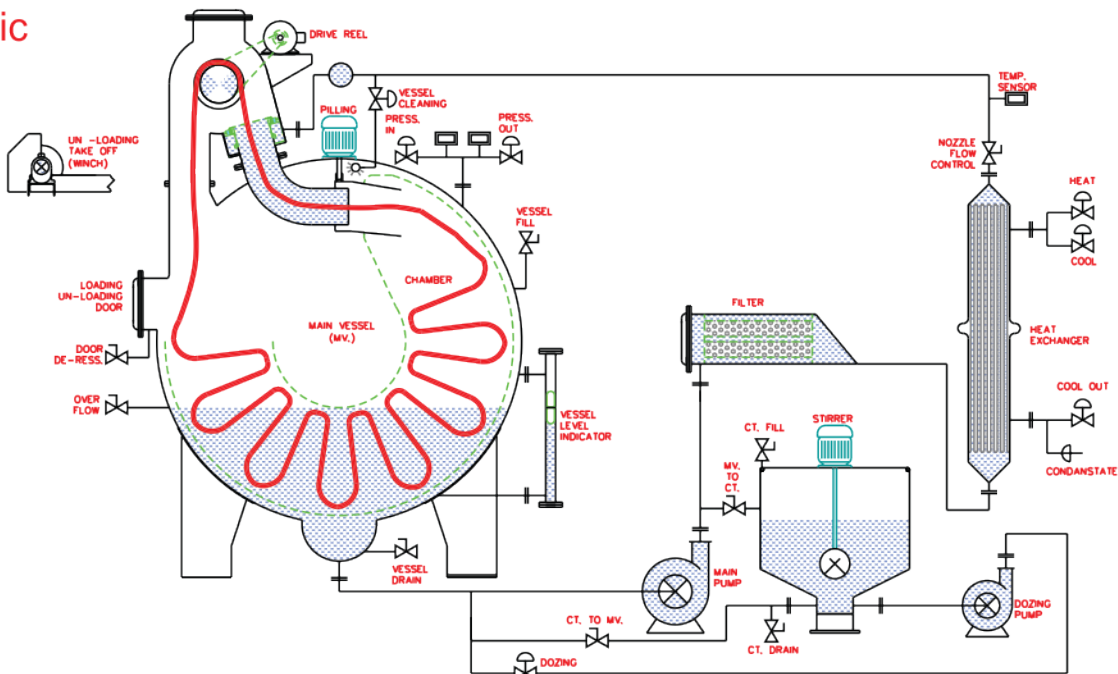 ic
DRIVE REEL
VESSEL
CLEANING
PILLING
PRESS.
IN
PRESS.
OUT
TEMP.
SENSOR
UN -LOADING
TAKE OFF
(WINCH)
NOZZLE
FLOW
CONTROL
HEAT
COOL
VESSEL
FILL
LOADING
UN-LOADING
DOOR
CHAMBER
MAIN VESSEL
(MV.)
FILTER
HEAT
EXCHANGER
DOOR
DE-RESS.
OVER
FLOW
VESSEL
LEVEL
INDICATOR
COOL OUT
CONDANSTATE
CT. FILL
STIRRER
MV.
TO
CT.
VESSEL
DRAIN
MAIN
PUMP
DOZING
PUMP
CT. TO MV.
CT. DRAIN
DOZING